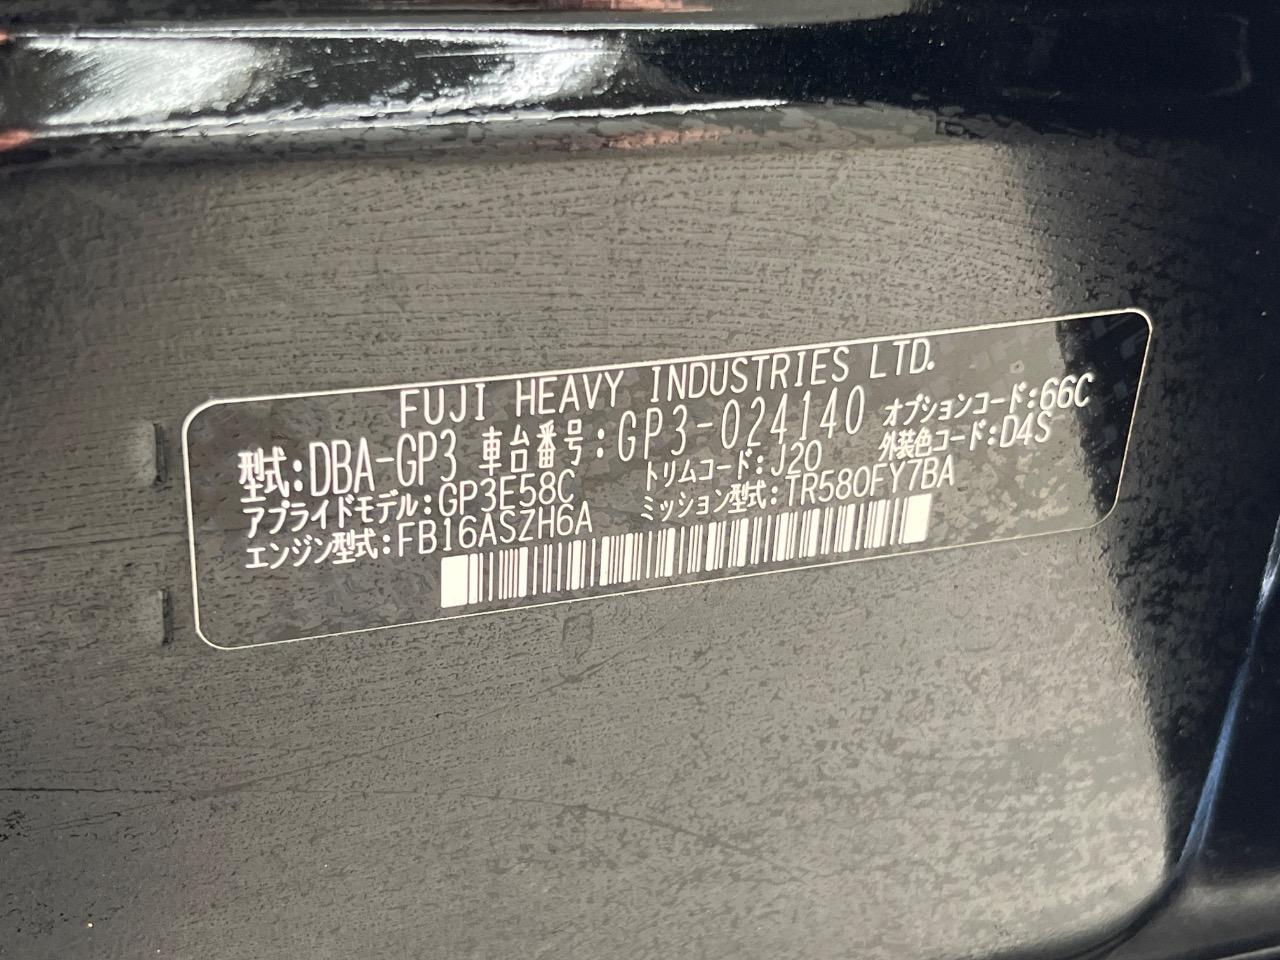 FUJI HEAVY INDUSTRIES LTD.
型式:DBA-GP3 車台番号:GP3-024140 オプションコード:66C
アプライドモデル:GP3E58C トリムコード:J20 外装色コード:D4S
エンジン型式:FB16ASZH6A ミッション型式:TR580FY7BA